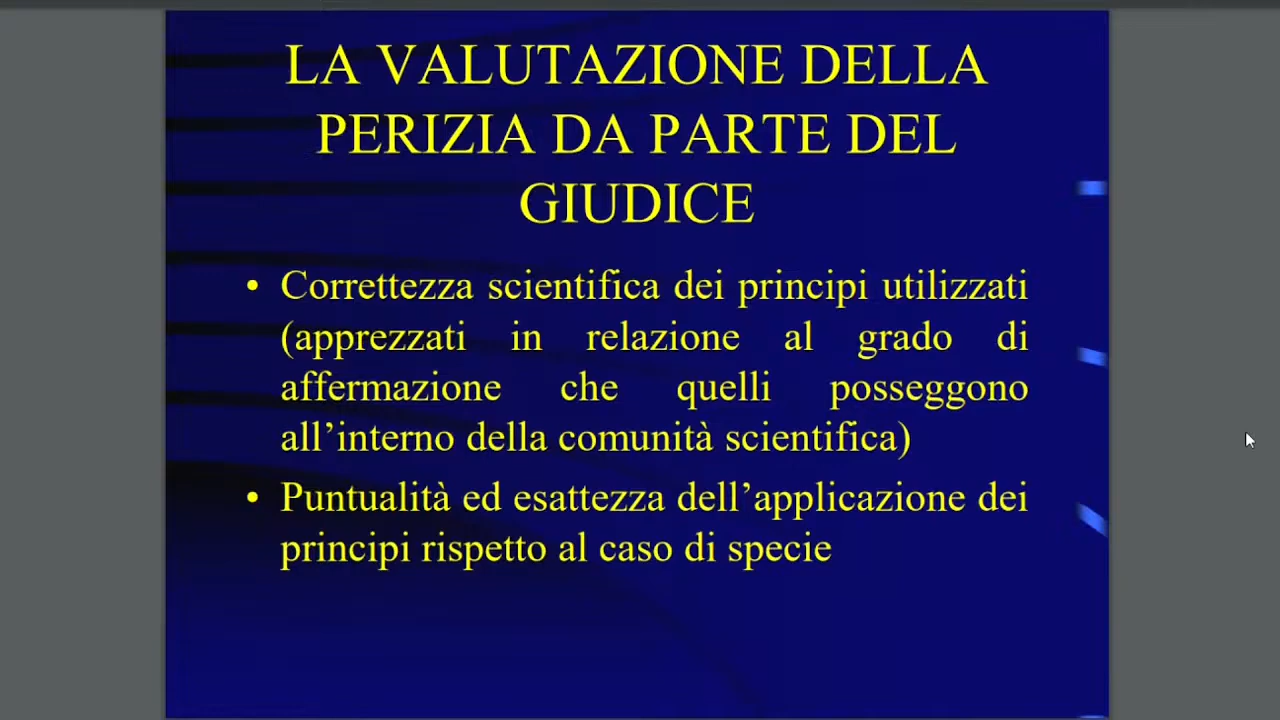 LA VALUTAZIONE DELLA
PERIZIA DA PARTE DEL
GIUDICE
• Correttezza scientifica dei principi utilizzati
(apprezzati in relazione al grado di
affermazione che quelli posseggono
all’interno della comunità scientifica)
• Puntualità ed esattezza dell’applicazione dei
principi rispetto al caso di specie